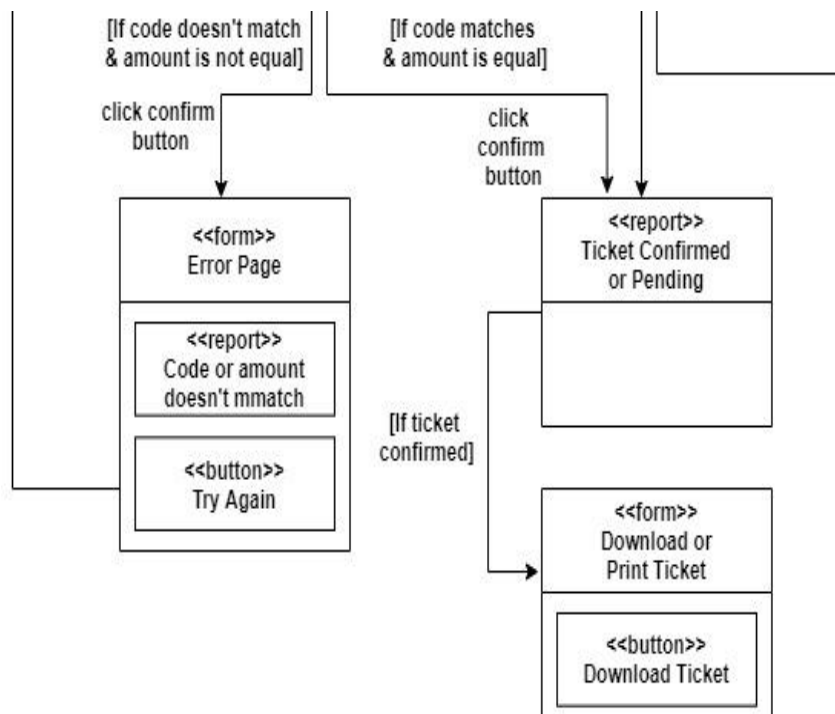 [If code doesn't match
& amount is not equal]
[If code matches
& amount is equal]
click confirm
button
click
confirm
button
<<form>>
Error Page
<<report>>
Code or amount
doesn't mmatch
<<button>>
Try Again
<<report>>
Ticket Confirmed
or Pending
[If ticket
confirmed]
<<form>>
Download or
Print Ticket
<<button>>
Download Ticket